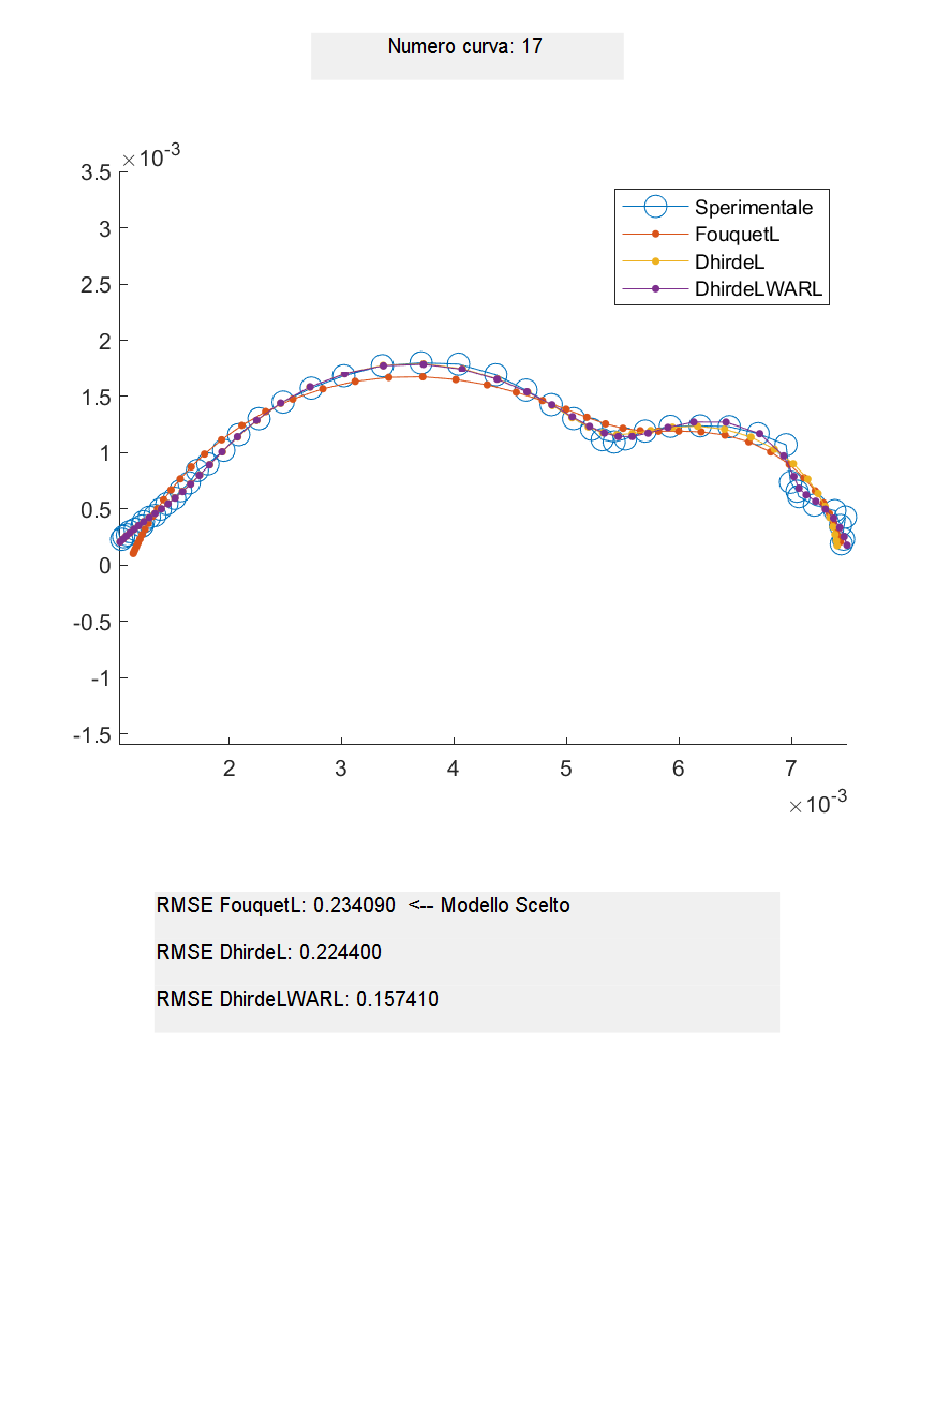 Numero curva: 17
×10-3
3.5
3
2.5
2
1.5
1
0.5
0
-0.5
-1
-1.5
Sperimentale
FouquetL
DhirdeL
DhirdeLWARL
2 3 4 5 6 7
×10-3
RMSE FouquetL: 0.234090 <-- Modello Scelto
RMSE DhirdeL: 0.224400
RMSE DhirdeLWARL: 0.157410